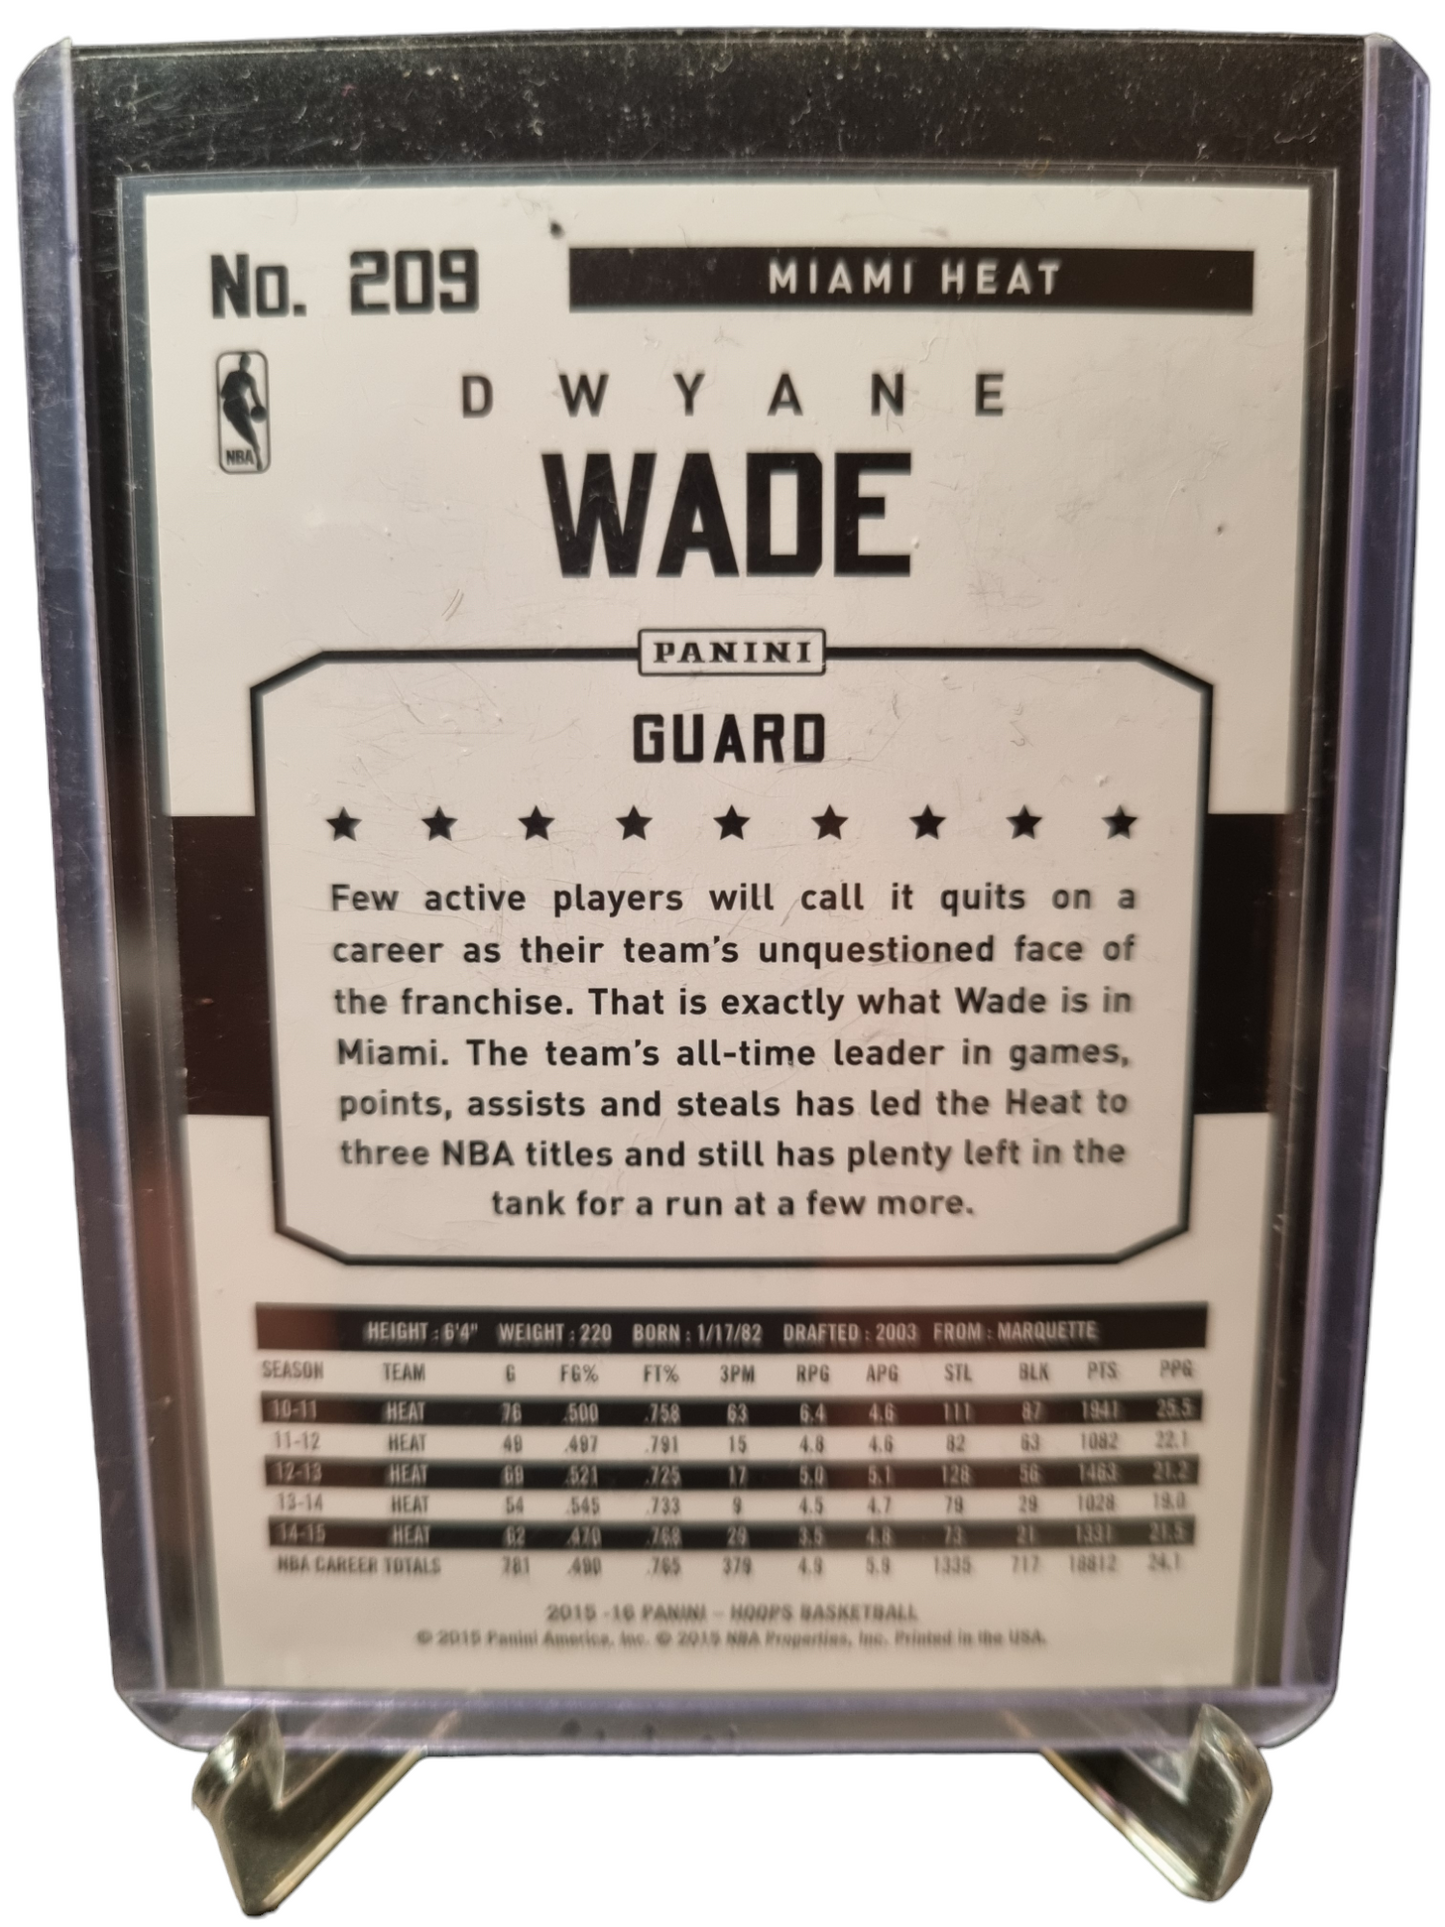 No. 209
MIAMI HEAT
NBA
DWYANE
WADE
PANINI
GUARD
Few active players will call it quits on a
career as their team's unquestioned face of
the franchise. That is exactly what Wade is in
Miami. The team's all-time leader in games,
points, assists and steals has led the Heat to
three NBA titles and still has plenty left in the
tank for a run at a few more.
HEIGHT : 6'4" WEIGHT : 220 BORN : 1/17/82 DRAFTED : 2003 FROM : MARQUETTE
SEASON TEAM G FG% FT% 3PM RPG APG STL BLK PTS PPG
10-11 HEAT 76 .500 .758 63 6.4 4.6 111 87 1941 25.5
11-12 HEAT 49 .497 .791 15 4.8 4.6 82 63 1082 22.1
12-13 HEAT 69 .521 .725 17 5.0 5.1 128 56 1463 21.2
13-14 HEAT 54 .545 .733 9 4.5 4.7 79 29 1028 19.0
14-15 HEAT 62 .470 .768 29 3.5 4.8 73 21 1331 21.5
NBA CAREER TOTALS 781 .490 .765 379 4.9 5.9 1335 717 18812 24.1
2015 -16 PANINI – HOOPS BASKETBALL
© 2015 Panini America, Inc. © 2015 NBA Properties, Inc. Printed in the USA.